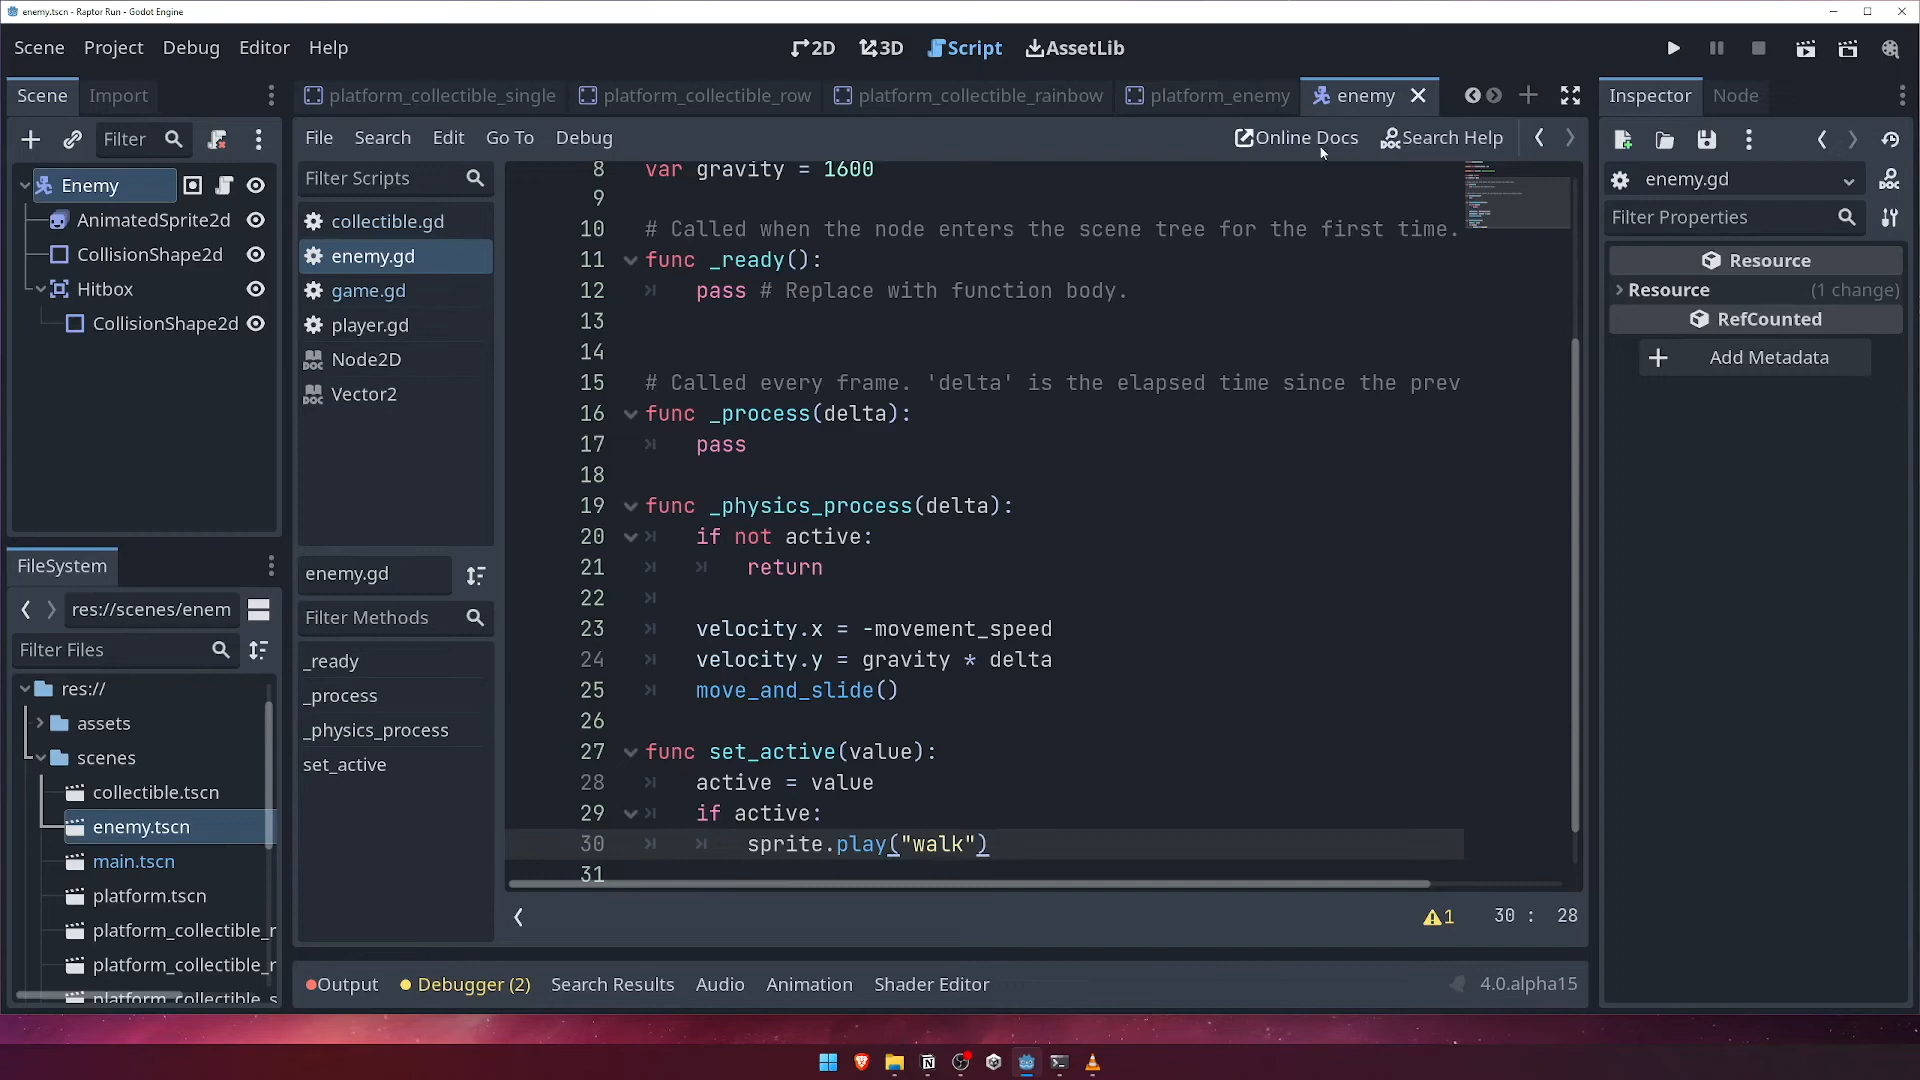 enemy.tscn - Raptor Run - Godot Engine
Scene Project Debug Editor Help
2D 3D Script AssetLib
Scene Import
platform_collectible_single platform_collectible_row platform_collectible_rainbow platform_enemy enemy
Inspector Node
Filter
File Search Edit Go To Debug
Online Docs Search Help
Enemy
AnimatedSprite2d
CollisionShape2d
Hitbox
CollisionShape2d
Filter Scripts
collectible.gd
enemy.gd
game.gd
player.gd
Node2D
Vector2
enemy.gd
Filter Methods
_ready
_process
_physics_process
set_active
8 var gravity = 1600
9
10 # Called when the node enters the scene tree for the first time.
11 func _ready():
12 pass # Replace with function body.
13
14
15 # Called every frame. 'delta' is the elapsed time since the prev
16 func _process(delta):
17 pass
18
19 func _physics_process(delta):
20 if not active:
21 return
22
23 velocity.x = -movement_speed
24 velocity.y = gravity * delta
25 move_and_slide()
26
27 func set_active(value):
28 active = value
29 if active:
30 sprite.play("walk")
31
1 30 : 28
enemy.gd
Filter Properties
Resource
Resource (1 change)
RefCounted
Add Metadata
FileSystem
res://scenes/enem
Filter Files
res://
assets
scenes
collectible.tscn
enemy.tscn
main.tscn
platform.tscn
platform_collectible_r
platform_collectible_r
platform_collectible_s
Output Debugger (2) Search Results Audio Animation Shader Editor
4.0.alpha15